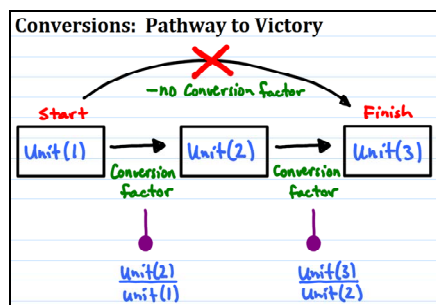 Conversions: Pathway to Victory
-no Conversion factor
Start
Finish
Unit(1)
Unit(2)
Unit(3)
Conversion
factor
Conversion
factor
Unit(2)
Unit(1)
Unit(3)
Unit(2)